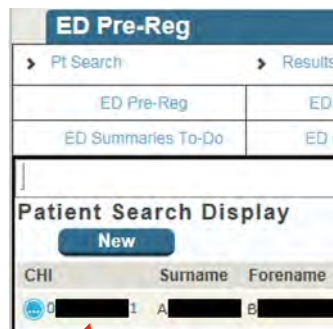 ED Pre-Reg
Pt Search Results
ED Pre-Reg ED
ED Summaries To-Do ED
Patient Search Display
New
CHI Surname Forename
0 1 A B